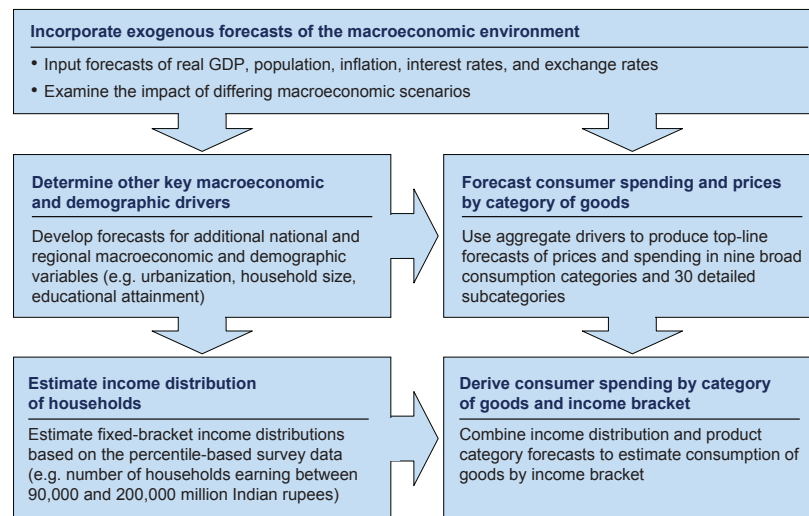 Incorporate exogenous forecasts of the macroeconomic environment
• Input forecasts of real GDP, population, inflation, interest rates, and exchange rates
• Examine the impact of differing macroeconomic scenarios
Determine other key macroeconomic
and demographic drivers
Develop forecasts for additional national and
regional macroeconomic and demographic
variables (e.g. urbanization, household size,
educational attainment)
Forecast consumer spending and prices
by category of goods
Use aggregate drivers to produce top-line
forecasts of prices and spending in nine broad
consumption categories and 30 detailed
subcategories
Estimate income distribution
of households
Estimate fixed-bracket income distributions
based on the percentile-based survey data
(e.g. number of households earning between
90,000 and 200,000 million Indian rupees)
Derive consumer spending by category
of goods and income bracket
Combine income distribution and product
category forecasts to estimate consumption of
goods by income bracket